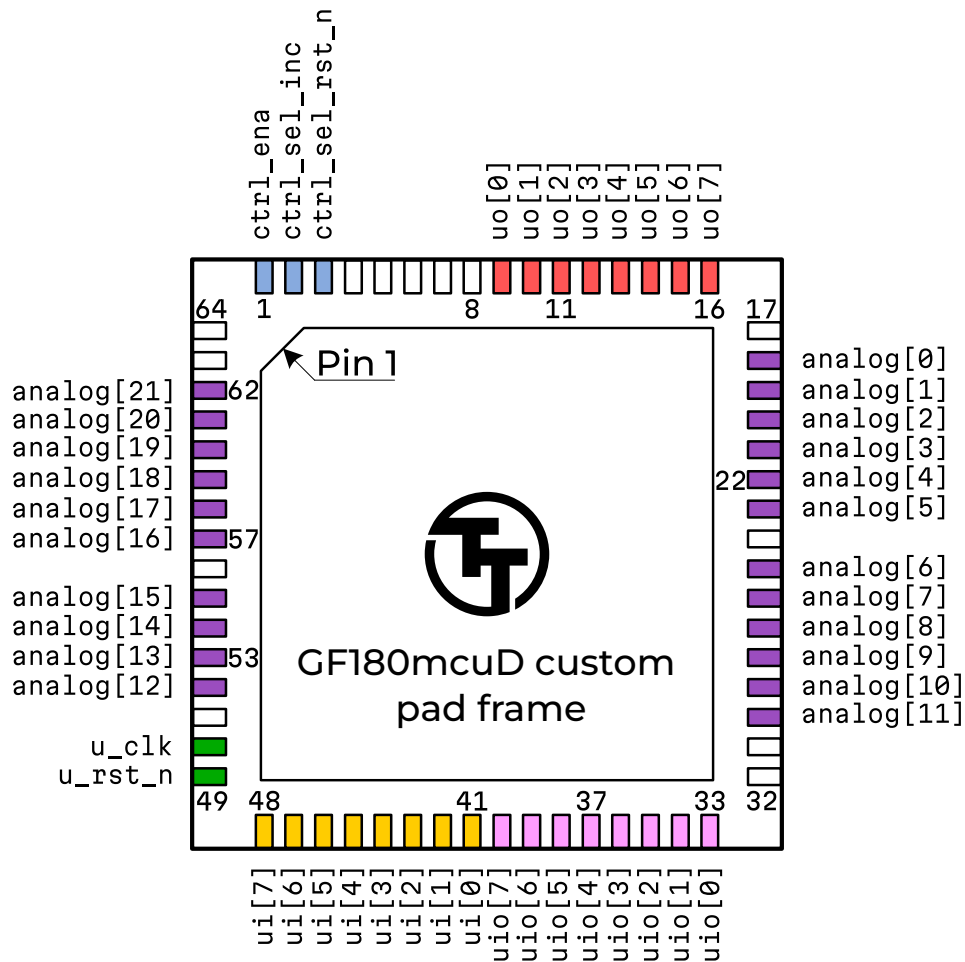 ctrl_ena
ctrl_sel_inc
ctrl_sel_rst_n
uo[0]
uo[1]
uo[2]
uo[3]
uo[4]
uo[5]
uo[6]
uo[7]
64
1
8
11
16
17
Pin 1
analog[21]
62
analog[20]
analog[19]
analog[18]
analog[17]
analog[16]
57
analog[15]
analog[14]
analog[13]
53
analog[12]
u_clk
u_rst_n
49
analog[0]
analog[1]
analog[2]
analog[3]
22
analog[4]
analog[5]
analog[6]
analog[7]
analog[8]
analog[9]
analog[10]
analog[11]
32
TT
GF180mcuD custom
pad frame
48
41
37
33
ui[7]
ui[6]
ui[5]
ui[4]
ui[3]
ui[2]
ui[1]
ui[0]
uio[7]
uio[6]
uio[5]
uio[4]
uio[3]
uio[2]
uio[1]
uio[0]